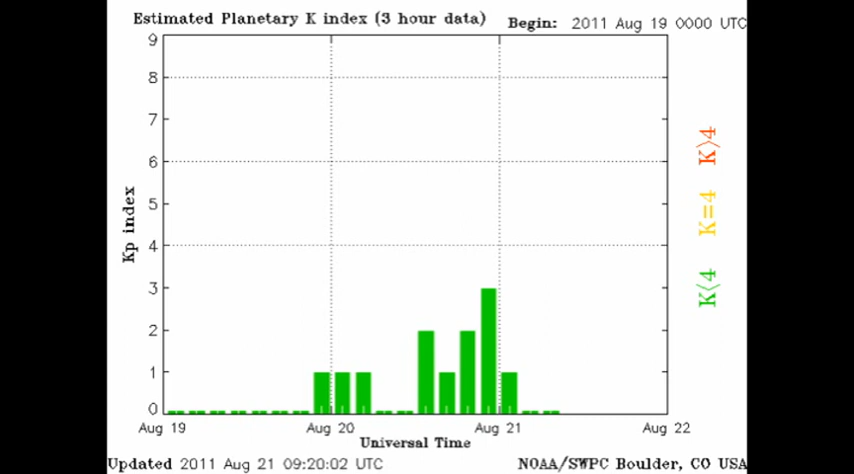 Estimated Planetary K index (3 hour data)
Begin: 2011 Aug 19 0000 UTC
9
8
7
6
5
4
3
2
1
0
Kp index
K>4
K=4
K<4
Aug 19
Aug 20
Aug 21
Aug 22
Universal Time
Updated 2011 Aug 21 09:20:02 UTC
NOAA/SWPC Boulder, CO USA